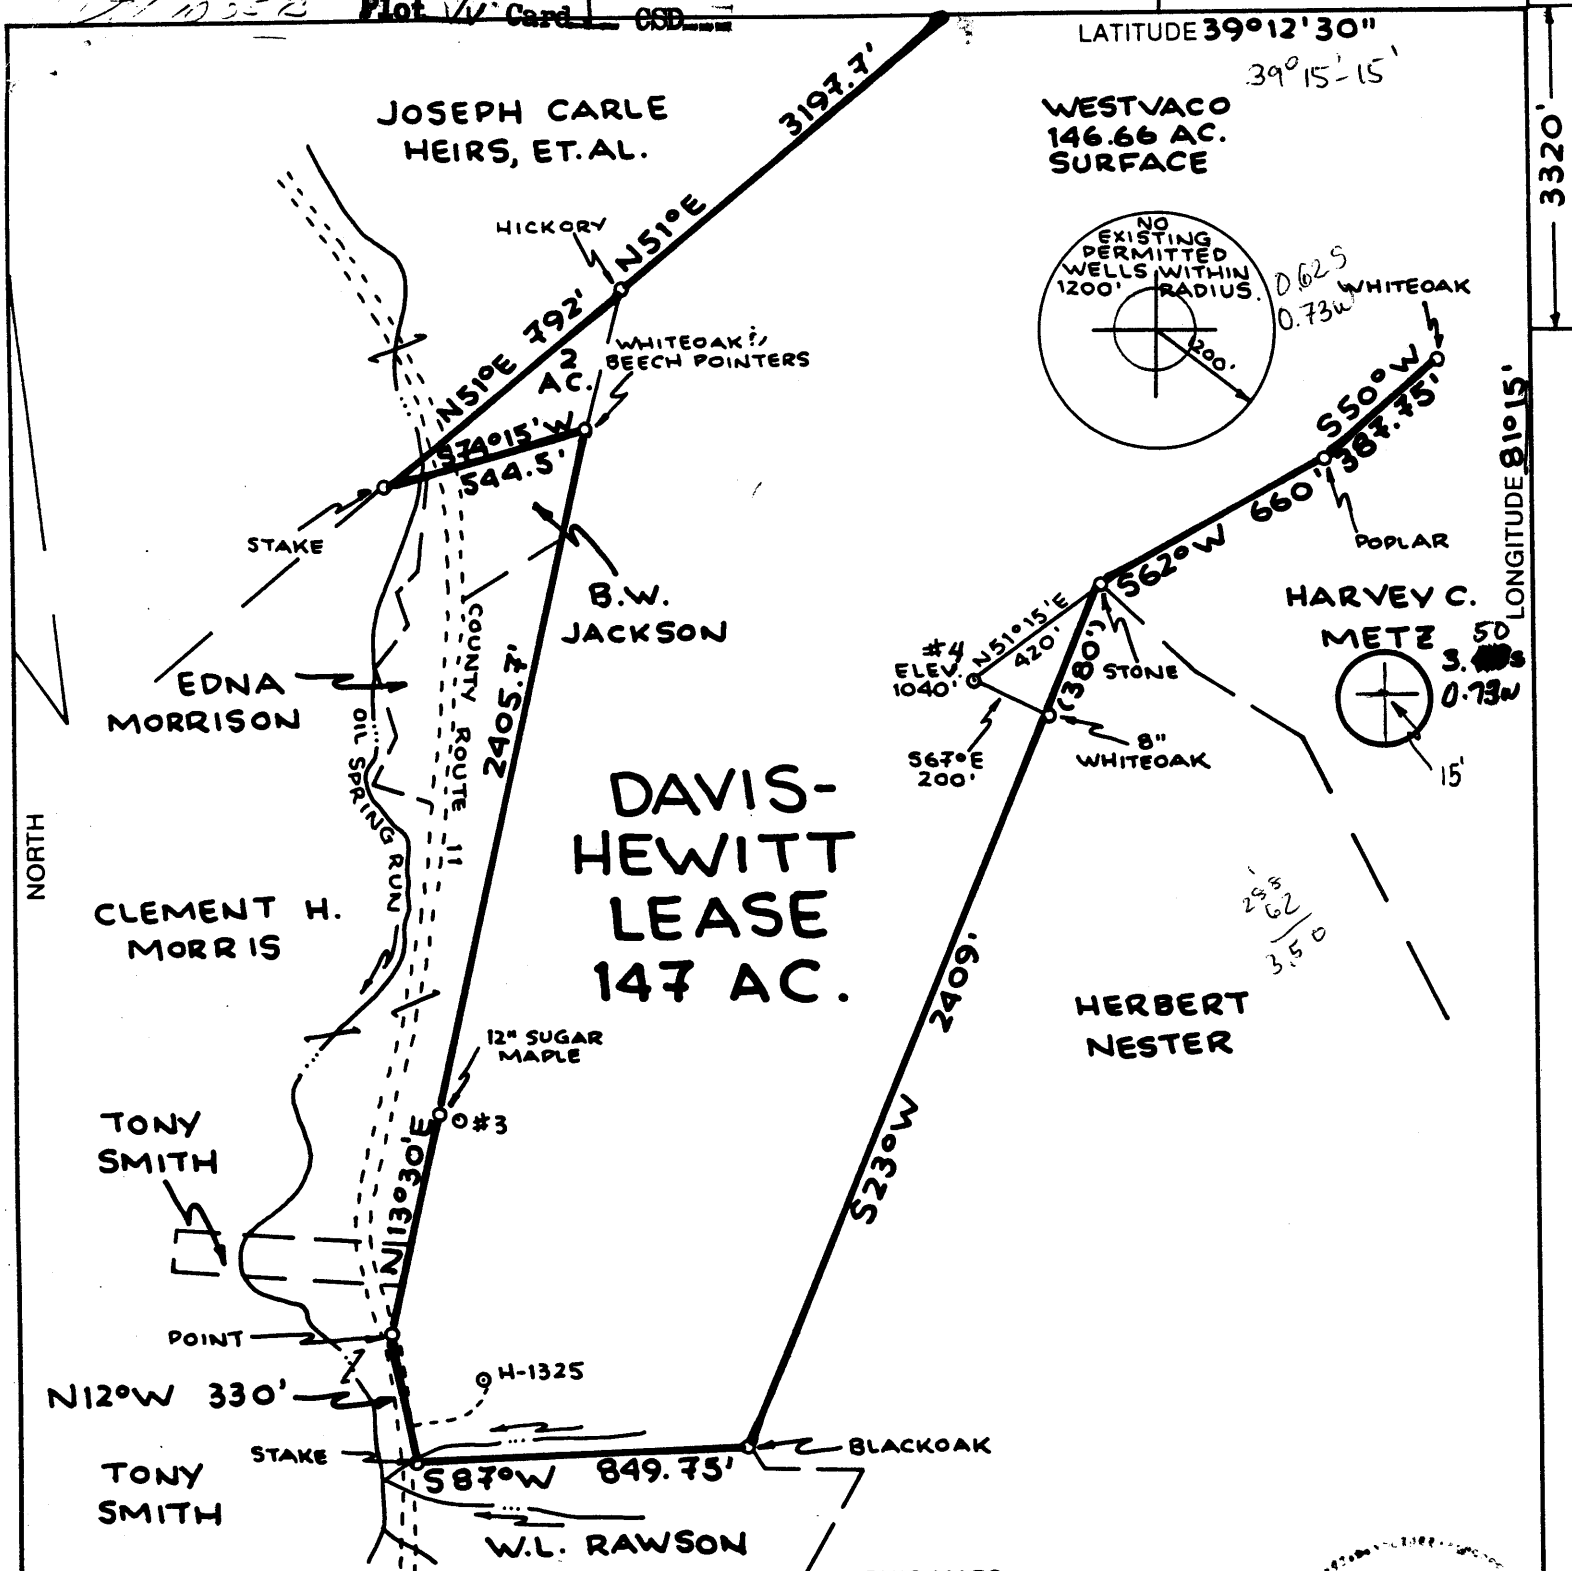 Plot VV Card CSD
LATITUDE 39°12'30"
39° 15'-15'
3320'
JOSEPH CARLE
HEIRS, ET.AL.
3197.7'
WESTVACO
146.66 AC.
SURFACE
HICKORY
N51°E
NO
EXISTING
PERMITTED
WELLS WITHIN
1200' RADIUS.
1200'
0.62S
0.73W
WHITEOAK
N51°E 792'
2
AC.
WHITEOAK &
BEECH POINTERS
S74°15'W
544.5'
S50°W
387.75'
LONGITUDE 81°15'
STAKE
S62°W 660'
POPLAR
B.W.
JACKSON
COUNTY ROUTE 11
HARVEY C.
METZ
50
3. S
0.73W
15'
#4
ELEV.
1040'
N51°15'E
420'
(380')
STONE
EDNA
MORRISON
OIL SPRING RUN
2405.7'
S67°E
200'
8"
WHITEOAK
DAVIS-
HEWITT
LEASE
147 AC.
NORTH
CLEMENT H.
MORRIS
288
62
3.50
2409'
HERBERT
NESTER
12" SUGAR
MAPLE
#3
TONY
SMITH
N13°30'E
S23°W
POINT
H-1325
N12°W 330'
STAKE
BLACKOAK
S87°W 849.75'
TONY
SMITH
W.L. RAWSON